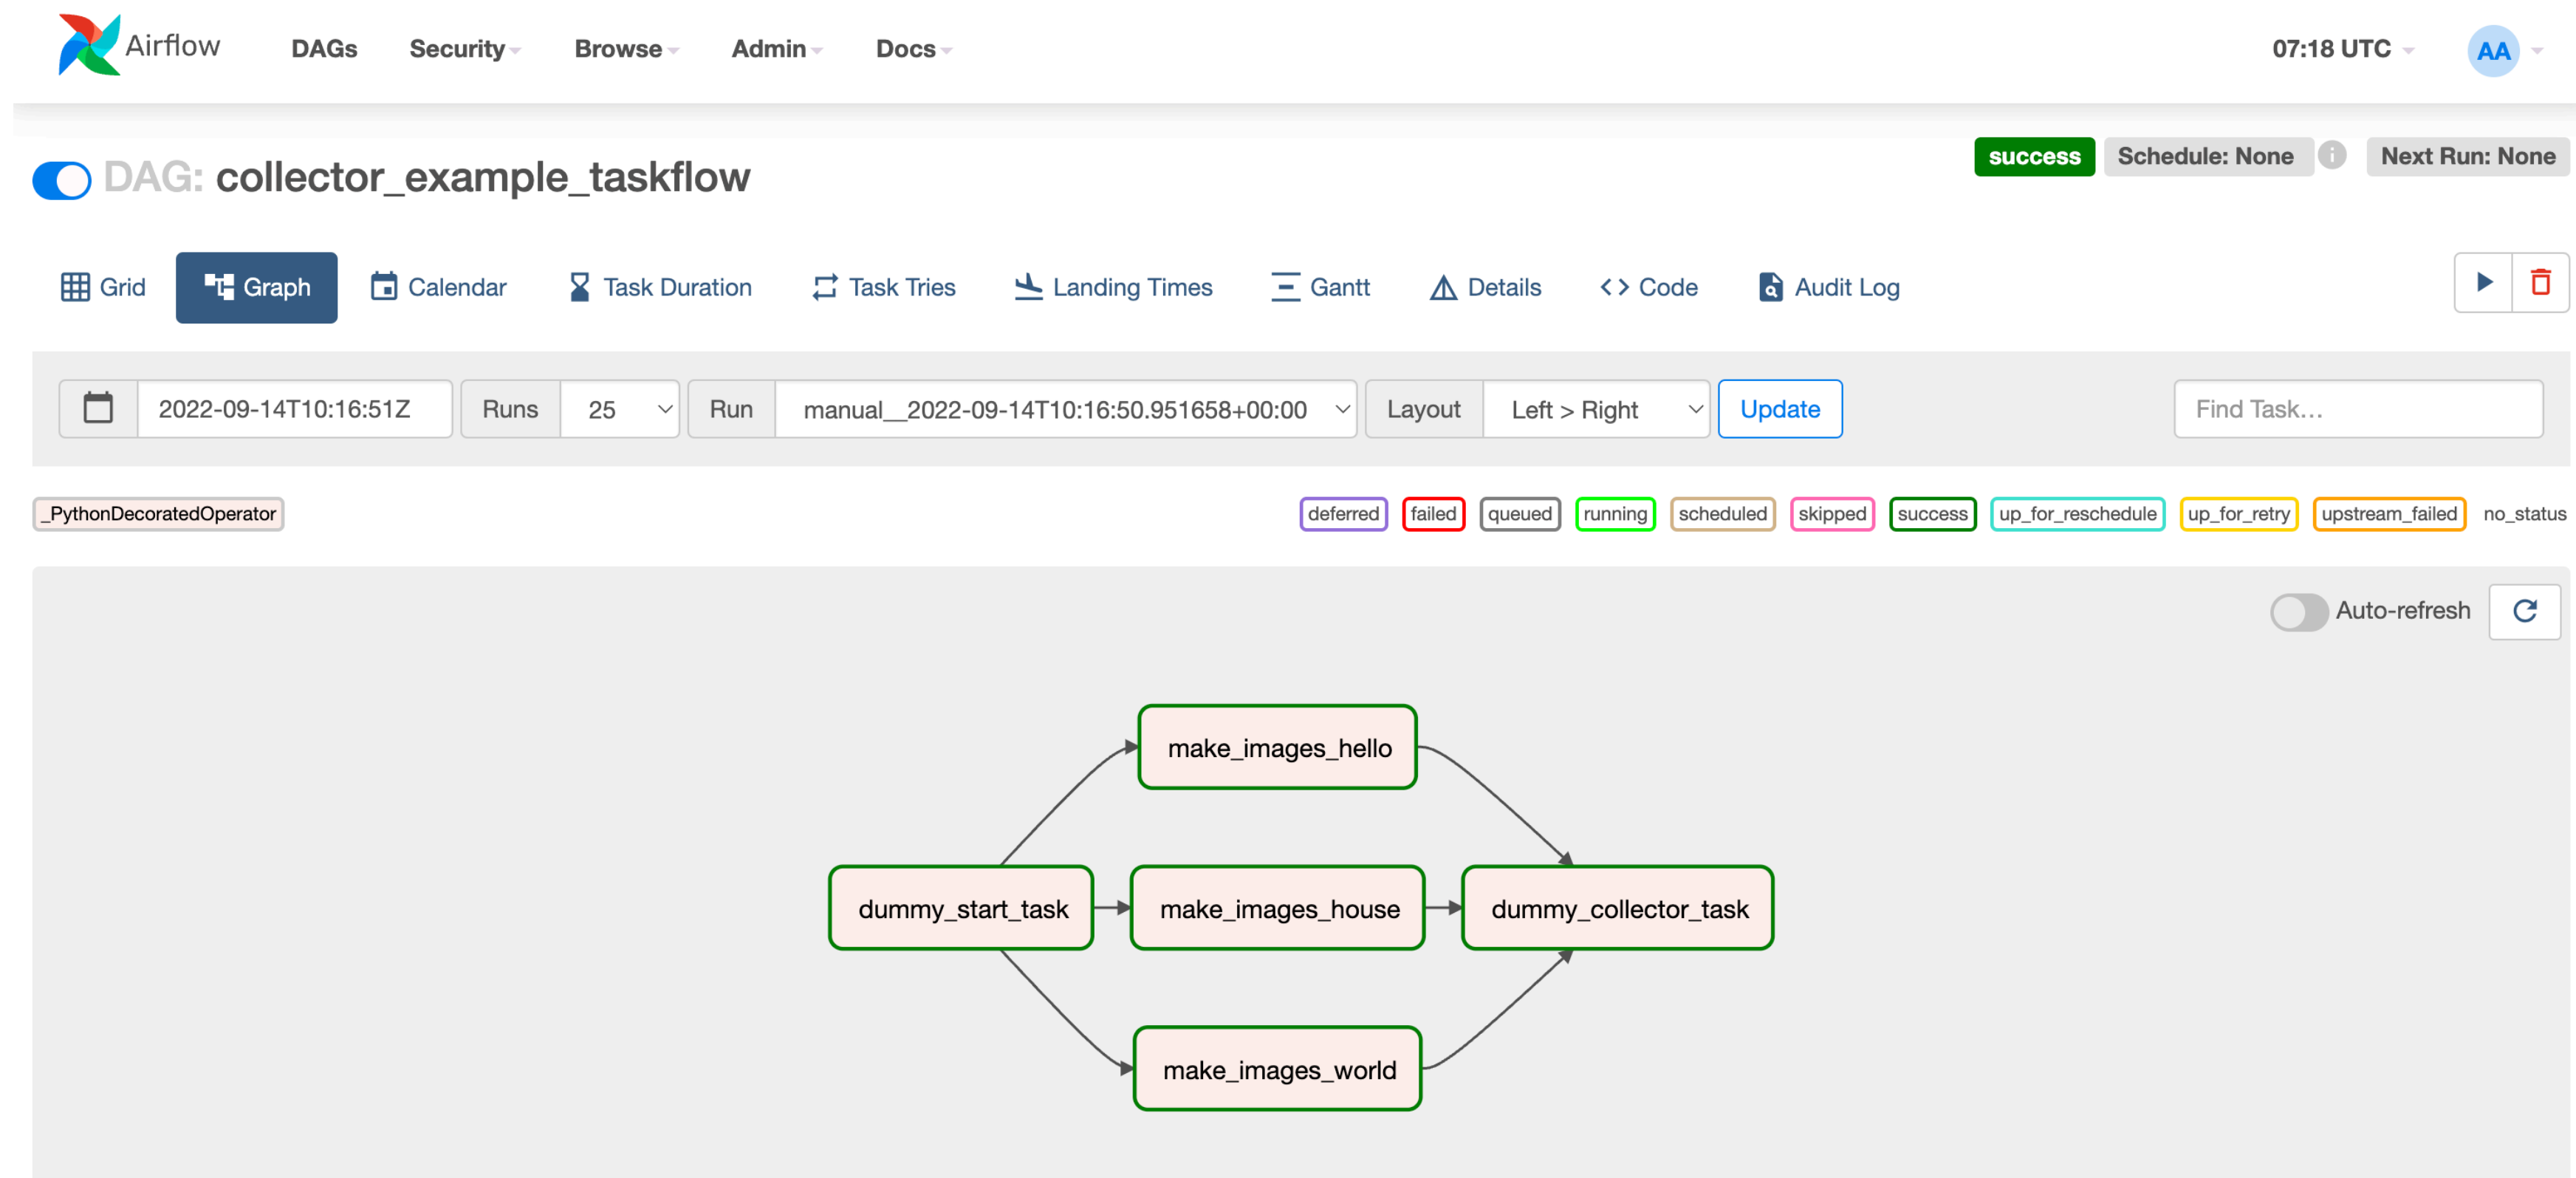 Airflow DAGs Security Browse Admin Docs 07:18 UTC AA
DAG: collector_example_taskflow success Schedule: None i Next Run: None
Grid Graph Calendar Task Duration Task Tries Landing Times Gantt Details Code Audit Log
2022-09-14T10:16:51Z Runs 25 Run manual__2022-09-14T10:16:50.951658+00:00 Layout Left > Right Update Find Task...
_PythonDecoratedOperator deferred failed queued running scheduled skipped success up_for_reschedule up_for_retry upstream_failed no_status
Auto-refresh
make_images_hello
dummy_start_task make_images_house dummy_collector_task
make_images_world